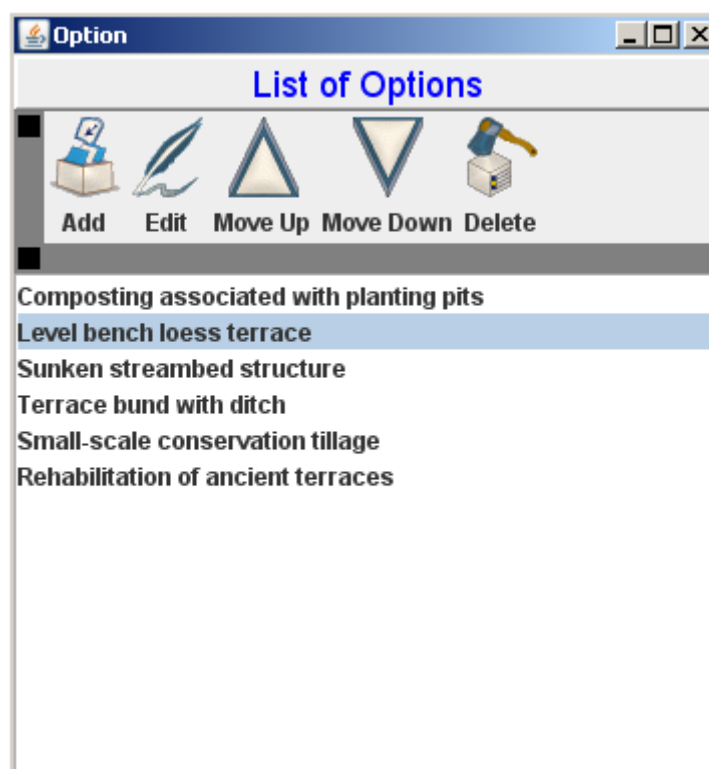 Option
List of Options
Add Edit Move Up Move Down Delete
Composting associated with planting pits
Level bench loess terrace
Sunken streambed structure
Terrace bund with ditch
Small-scale conservation tillage
Rehabilitation of ancient terraces